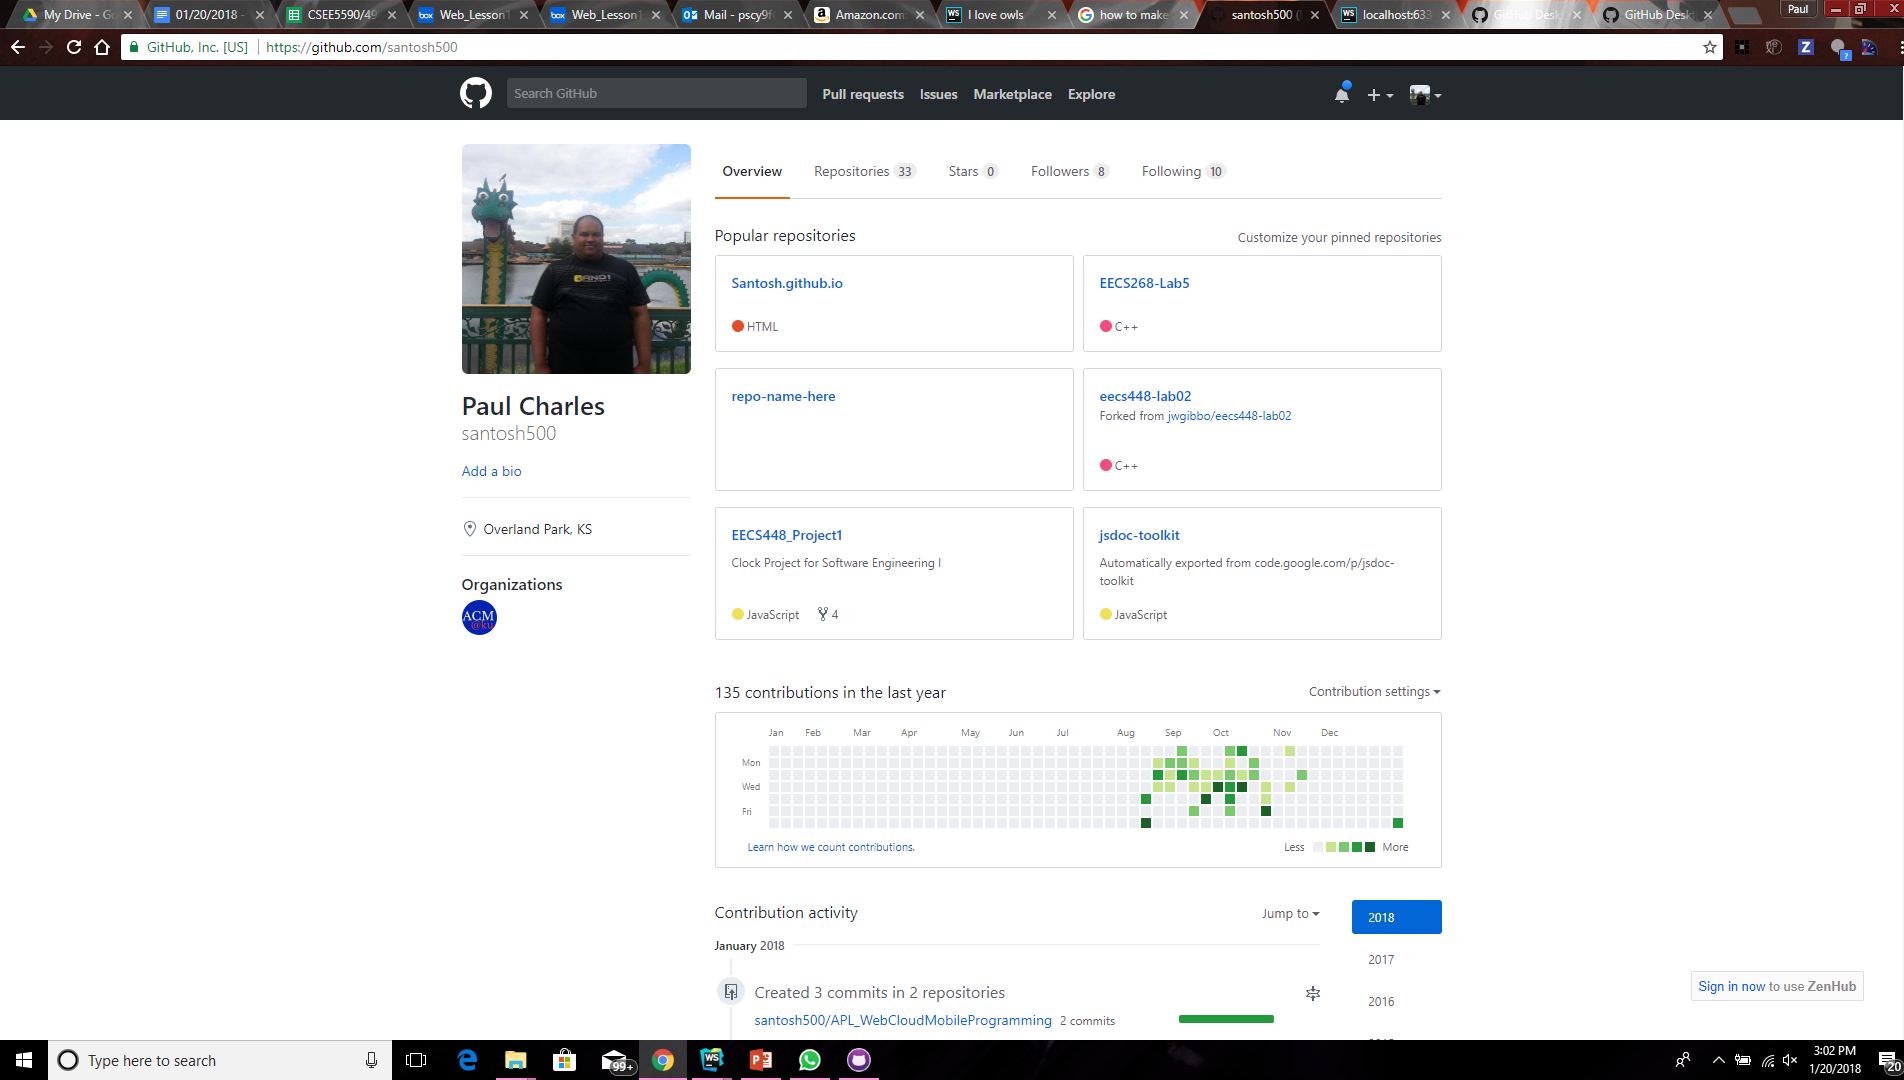 My Drive - Go
01/20/2018 -
CSEE5590/49
Web_Lesson1
Web_Lesson1
Mail - pscy9f
Amazon.com
I love owls
how to make
santosh500 (
localhost:633
GitHub Desk
GitHub Desk
Paul
GitHub, Inc. [US]
https://github.com/santosh500
Search GitHub
Pull requests
Issues
Marketplace
Explore
Overview
Repositories 33
Stars 0
Followers 8
Following 10
Popular repositories
Customize your pinned repositories
Santosh.github.io
HTML
EECS268-Lab5
C++
repo-name-here
eecs448-lab02
Forked from jwgibbo/eecs448-lab02
C++
EECS448_Project1
Clock Project for Software Engineering I
JavaScript 4
jsdoc-toolkit
Automatically exported from code.google.com/p/jsdoc-
toolkit
JavaScript
Paul Charles
santosh500
Add a bio
Overland Park, KS
Organizations
ACM
@ku
135 contributions in the last year
Contribution settings
Jan Feb Mar Apr May Jun Jul Aug Sep Oct Nov Dec
Mon
Wed
Fri
Learn how we count contributions.
Less More
Contribution activity
Jump to
2018
2017
2016
January 2018
Created 3 commits in 2 repositories
santosh500/APL_WebCloudMobileProgramming 2 commits
Sign in now to use ZenHub
Type here to search
99+
3:02 PM
1/20/2018
20